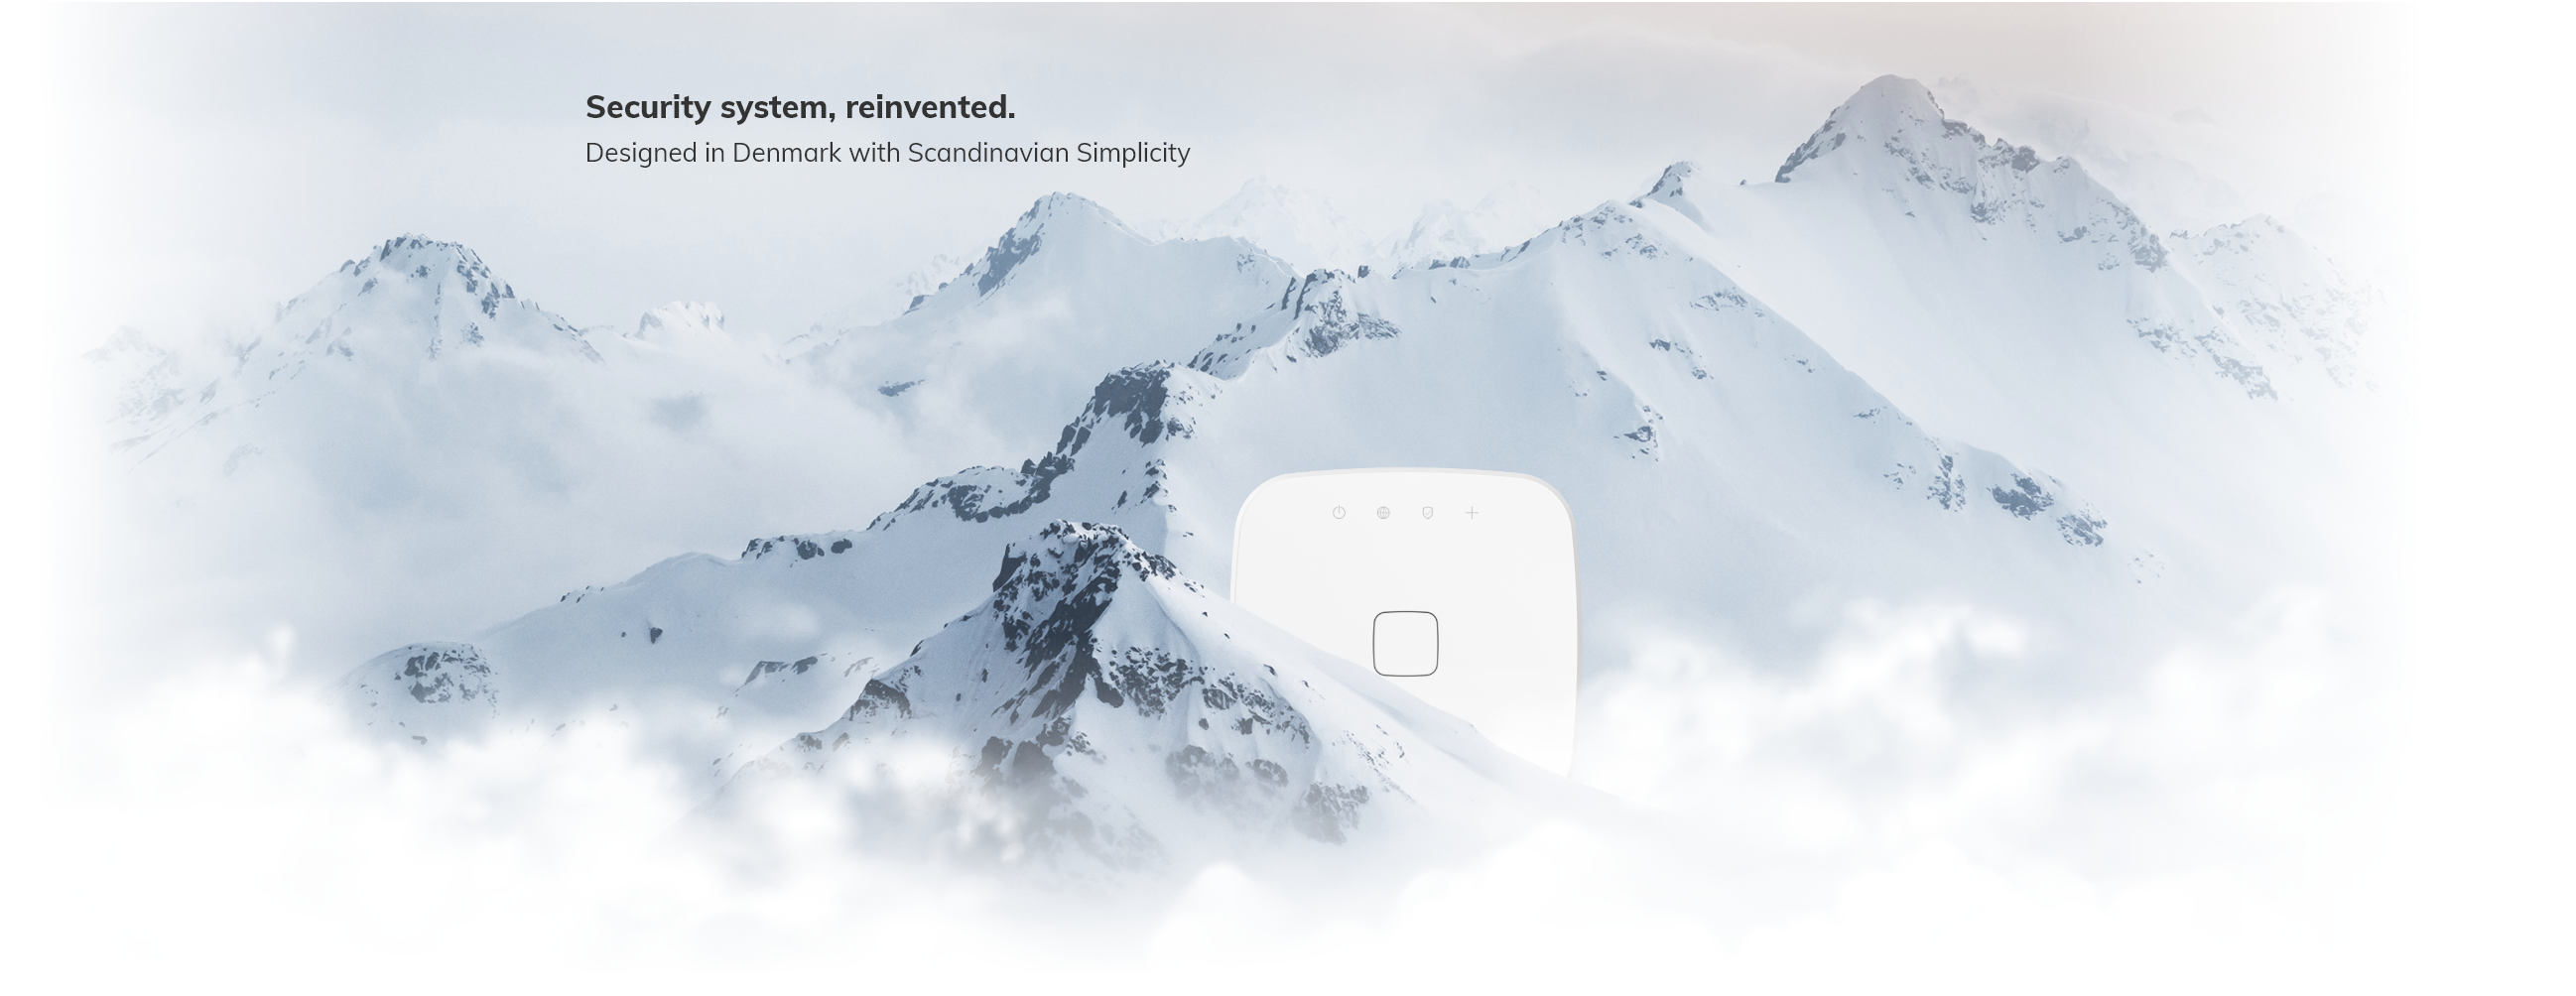 Security system, reinvented.
Designed in Denmark with Scandinavian Simplicity